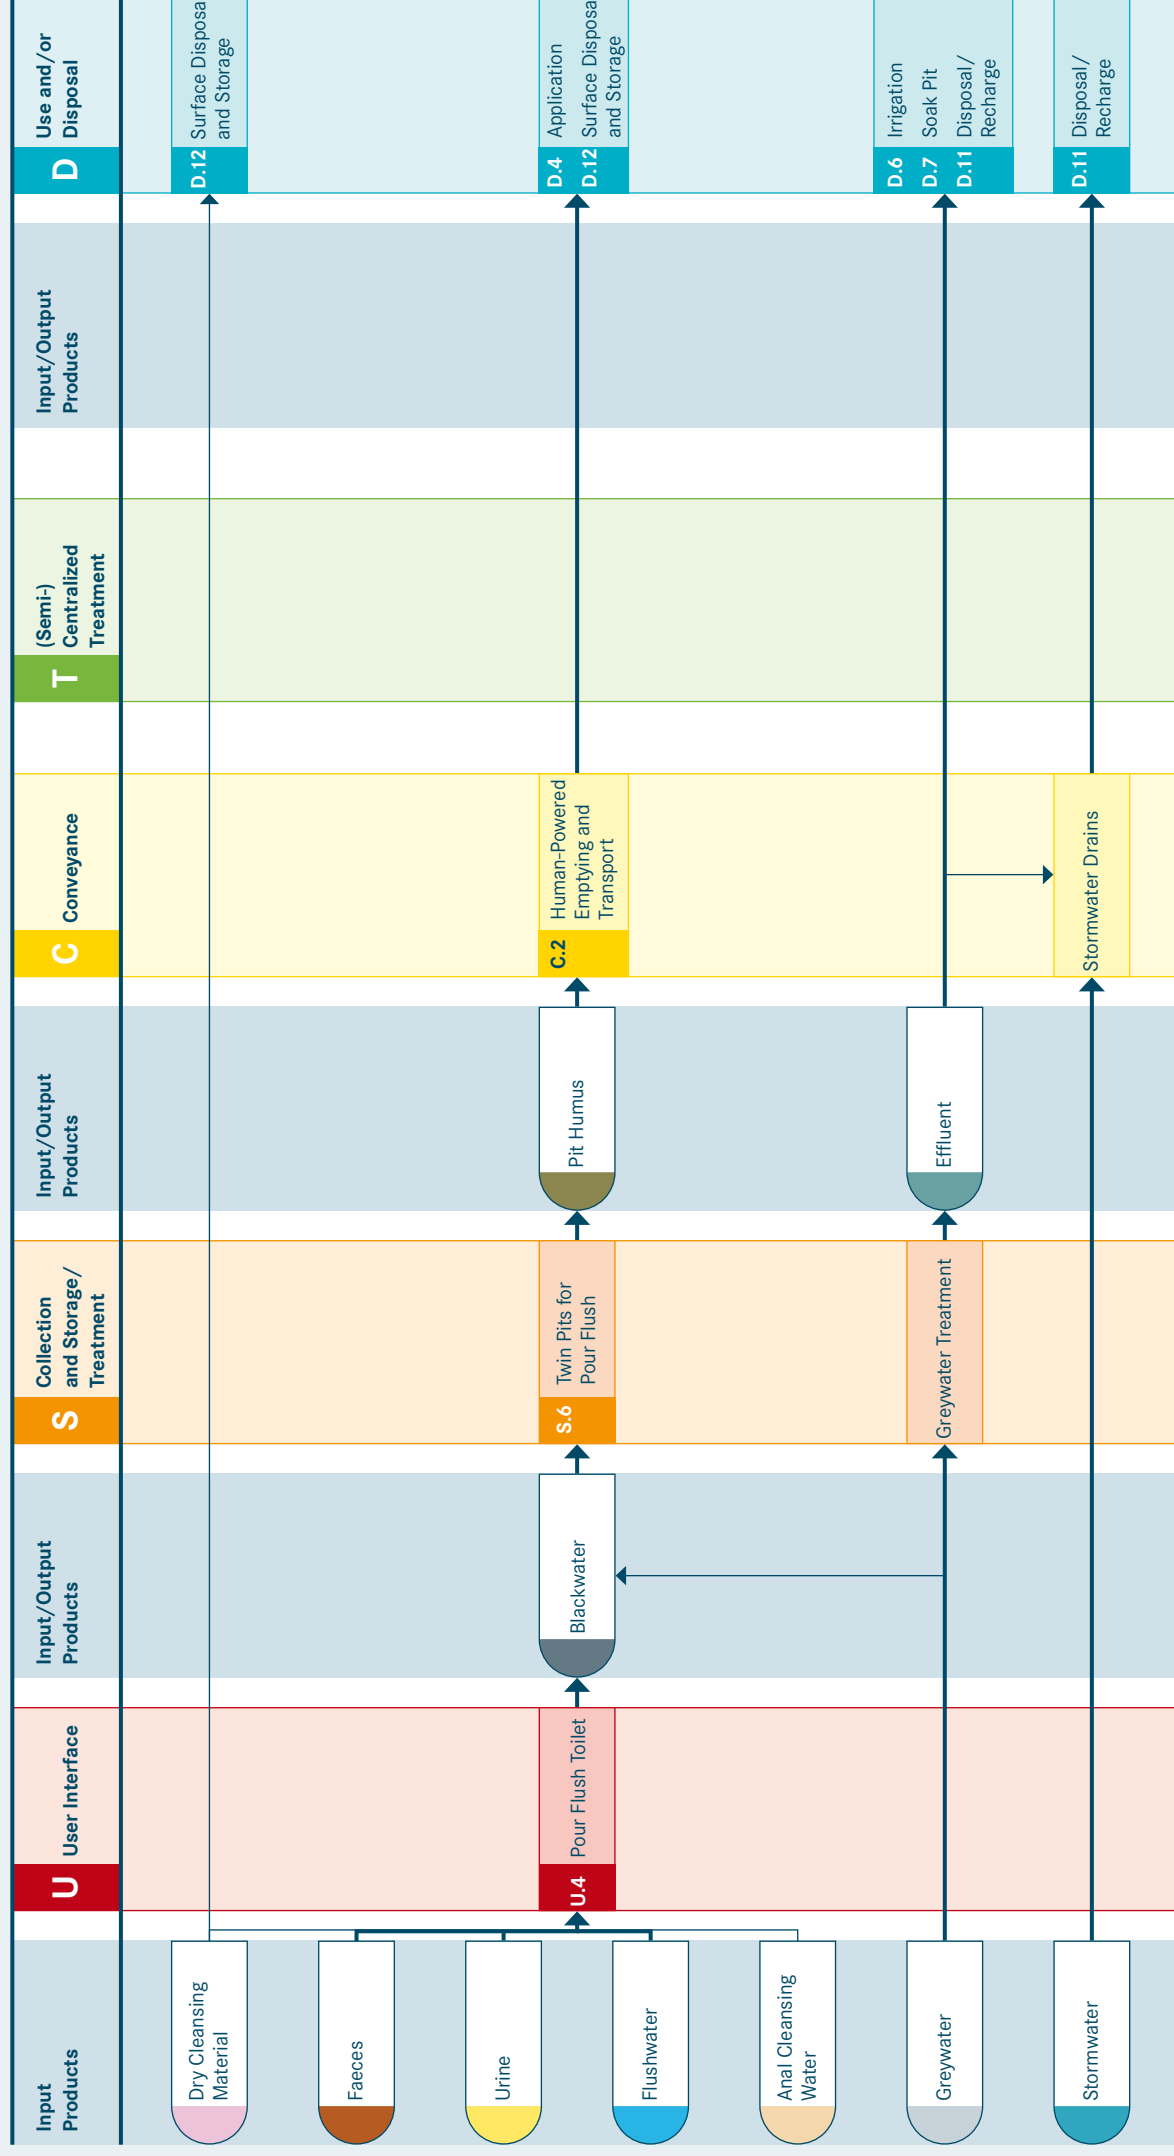 Input
Products
U
User Interface
Input/Output
Products
S
Collection
and Storage/
Treatment
Input/Output
Products
C
Conveyance
T
(Semi-)
Centralized
Treatment
Input/Output
Products
D
Use and/or
Disposal
Dry Cleansing
Material
D.12
Surface Disposa
and Storage
Faeces
Urine
Flushwater
Anal Cleansing
Water
U.4
Pour Flush Toilet
Blackwater
S.6
Twin Pits for
Pour Flush
Pit Humus
C.2
Human-Powered
Emptying and
Transport
D.4 Application
D.12 Surface Disposa
and Storage
Greywater
Greywater Treatment
Effluent
D.6 Irrigation
D.7 Soak Pit
D.11 Disposal/
Recharge
Stormwater
Stormwater Drains
D.11 Disposal/
Recharge